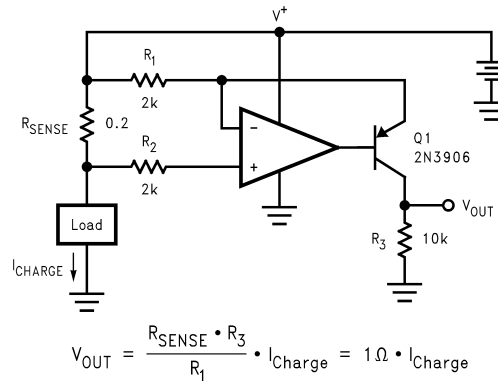 V+
R1
2k
RSENSE 0.2
R2
2k
−
+
Q1
2N3906
Load
VOUT
R3 10k
ICHARGE
VOUT = RSENSE • R3 / R1 • ICharge = 1Ω • ICharge